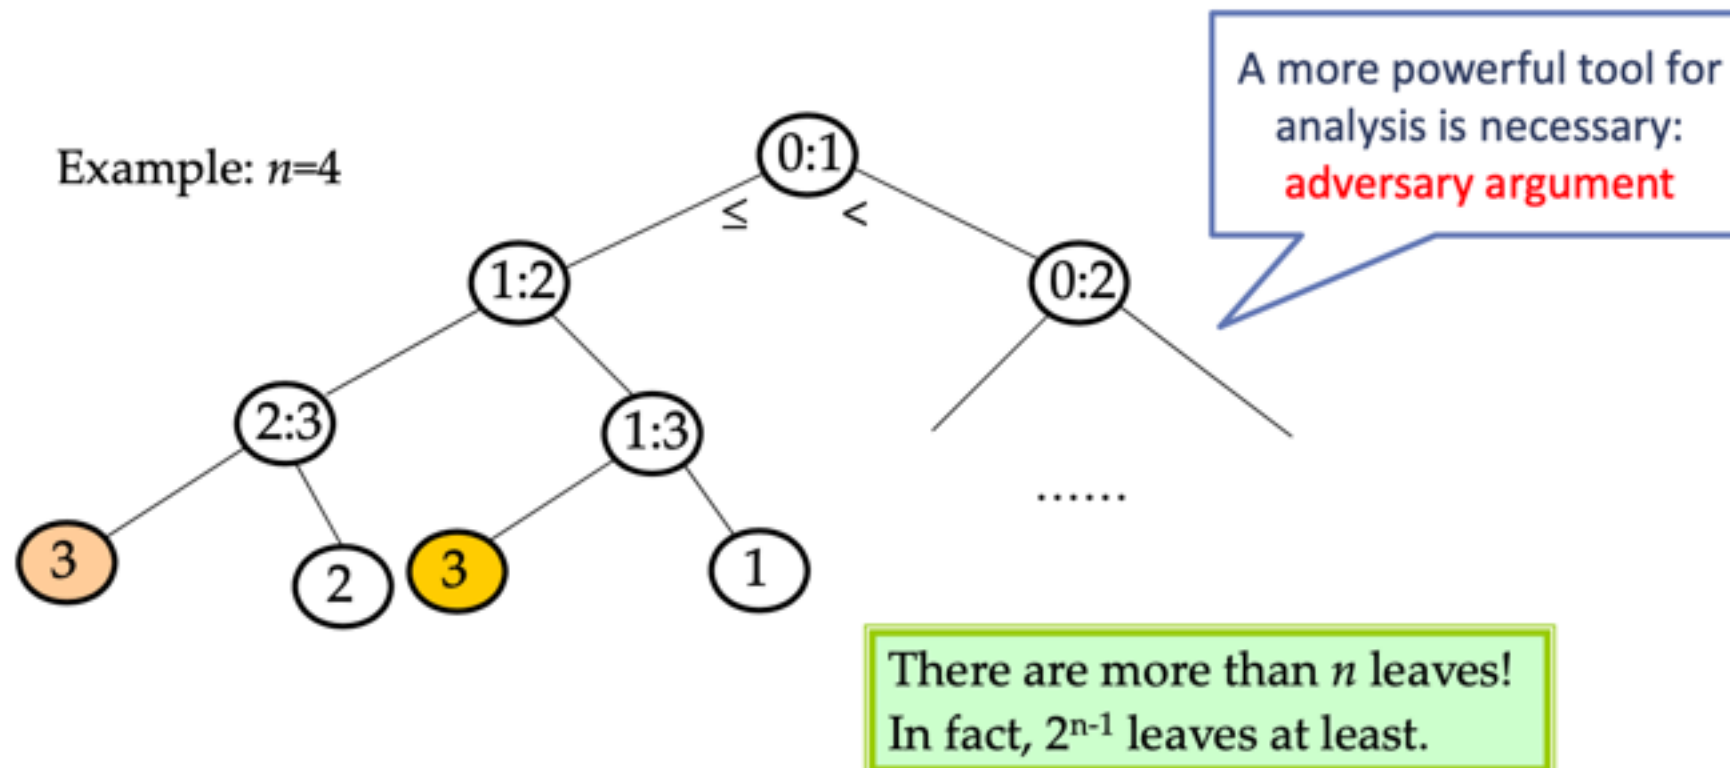 A more powerful tool for
analysis is necessary:
adversary argument
Example: n=4
0:1
≤ <
1:2
0:2
2:3
1:3
......
3
2
3
1
There are more than n leaves!
In fact, 2ⁿ⁻¹ leaves at least.